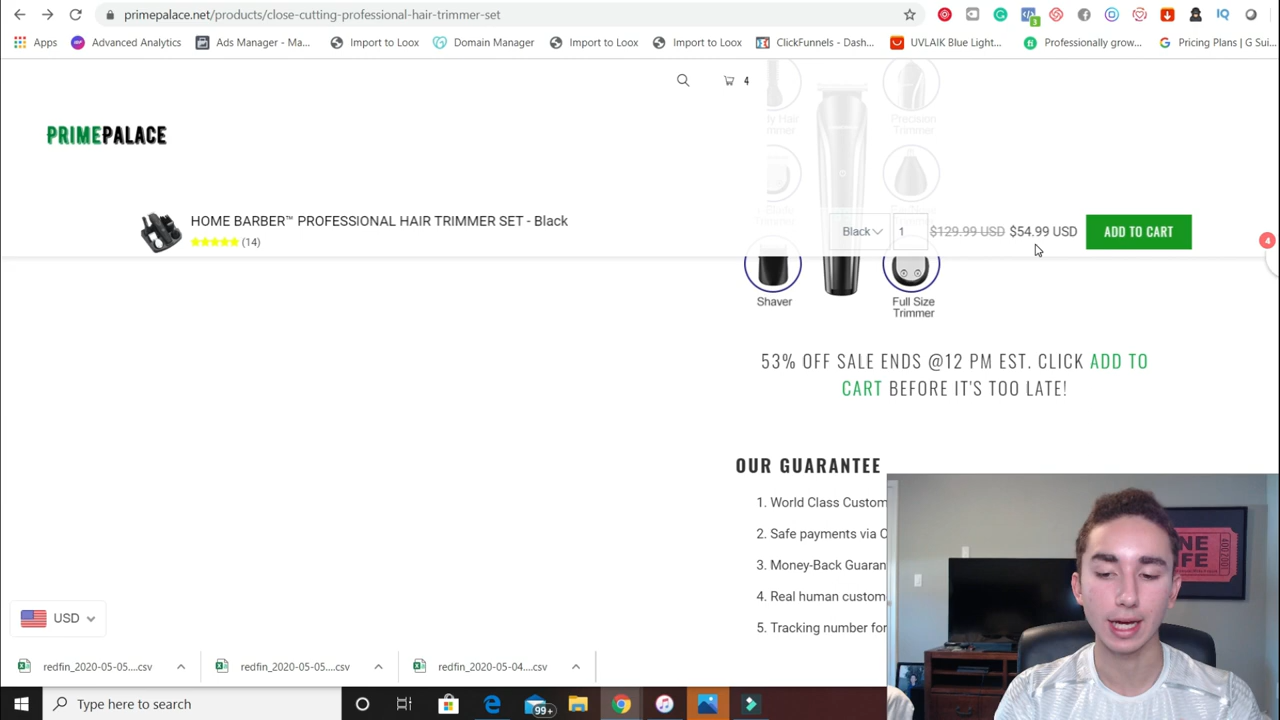 primepalace.net/products/close-cutting-professional-hair-trimmer-set
Apps
Advanced Analytics
Ads Manager - Ma...
Import to Loox
Domain Manager
Import to Loox
Import to Loox
ClickFunnels - Dash...
UVLAIK Blue Light...
Professionally grow...
Pricing Plans | G Sui...
3
IQ
4
PRIMEPALACE
Precision
Trimmer
HOME BARBER™ PROFESSIONAL HAIR TRIMMER SET - Black
(14)
Black
1
$129.99 USD
$54.99 USD
ADD TO CART
4
Shaver
Full Size
Trimmer
53% OFF SALE ENDS @12 PM EST. CLICK ADD TO
CART BEFORE IT'S TOO LATE!
OUR GUARANTEE
1. World Class Custom
2. Safe payments via
3. Money-Back Guaran
4. Real human custom
5. Tracking number for
USD
redfin_2020-05-05....csv
redfin_2020-05-05....csv
redfin_2020-05-04....csv
Type here to search
99+